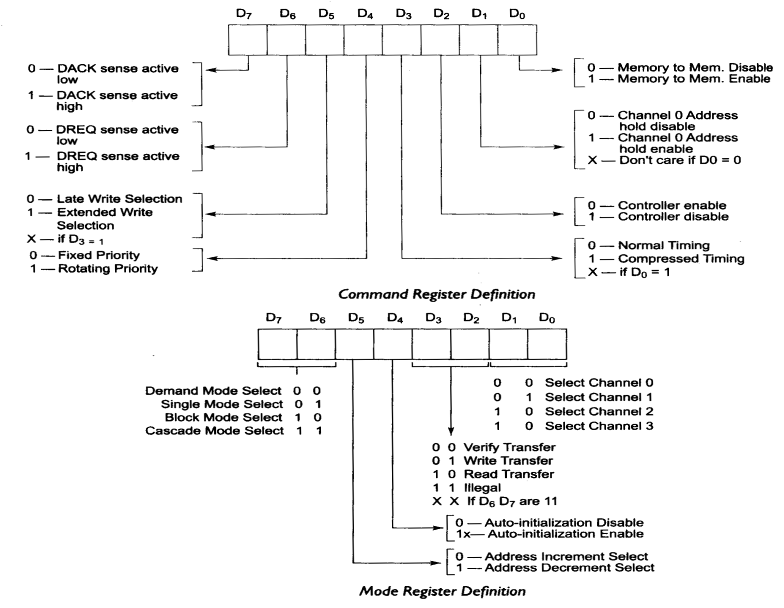 D7 D6 D5 D4 D3 D2 D1 D0
0 — DACK sense active
low
1 — DACK sense active
high
0 — DREQ sense active
low
1 — DREQ sense active
high
0 — Late Write Selection
1 — Extended Write
Selection
X — if D3 = 1
0 — Fixed Priority
1 — Rotating Priority
0 — Memory to Mem. Disable
1 — Memory to Mem. Enable
0 — Channel 0 Address
hold disable
1 — Channel 0 Address
hold enable
X — Don't care if D0 = 0
0 — Controller enable
1 — Controller disable
0 — Normal Timing
1 — Compressed Timing
X — if D0 = 1
Command Register Definition
D7 D6 D5 D4 D3 D2 D1 D0
Demand Mode Select 0 0
Single Mode Select 0 1
Block Mode Select 1 0
Cascade Mode Select 1 1
0 0 Select Channel 0
0 1 Select Channel 1
1 0 Select Channel 2
1 0 Select Channel 3
0 0 Verify Transfer
0 1 Write Transfer
1 0 Read Transfer
1 1 Illegal
X X If D6 D7 are 11
0 — Auto-initialization Disable
1x— Auto-initialization Enable
0 — Address Increment Select
1 — Address Decrement Select
Mode Register Definition